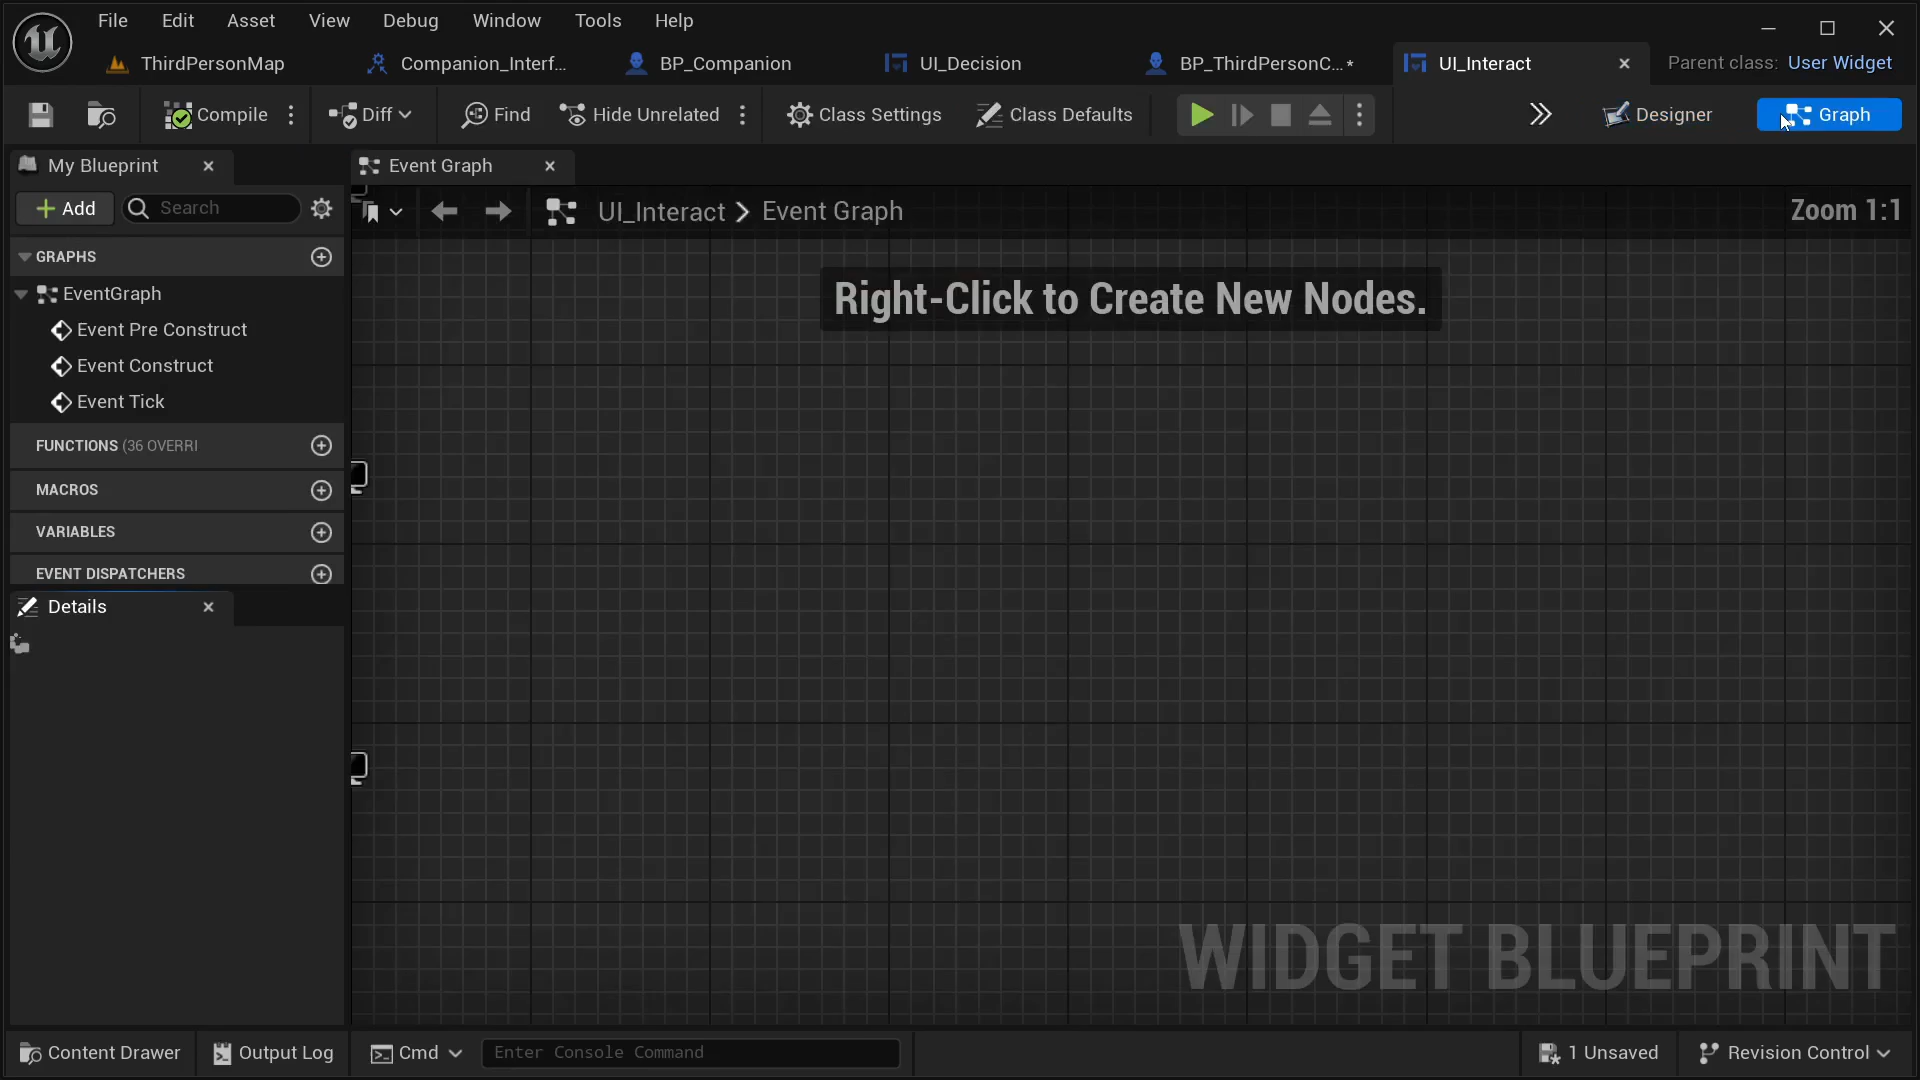 File Edit Asset View Debug Window Tools Help
ThirdPersonMap Companion_Interf... BP_Companion UI_Decision BP_ThirdPersonC...* UI_Interact Parent class: User Widget
Compile Diff Find Hide Unrelated Class Settings Class Defaults Designer Graph
My Blueprint Event Graph
Add Search UI_Interact Event Graph Zoom 1:1
GRAPHS
Right-Click to Create New Nodes.
EventGraph
Event Pre Construct
Event Construct
Event Tick
FUNCTIONS (36 OVERRI
MACROS
VARIABLES
EVENT DISPATCHERS
Details
WIDGET BLUEPRINT
Content Drawer Output Log Cmd Enter Console Command 1 Unsaved Revision Control